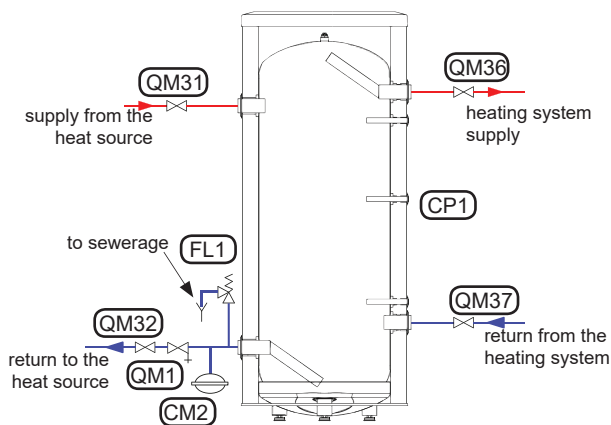 QM31
QM36
supply from the
heat source
heating system
supply
CP1
to sewerage
FL1
QM32
QM37
return to the
heat source
QM1
return from the
heating system
CM2